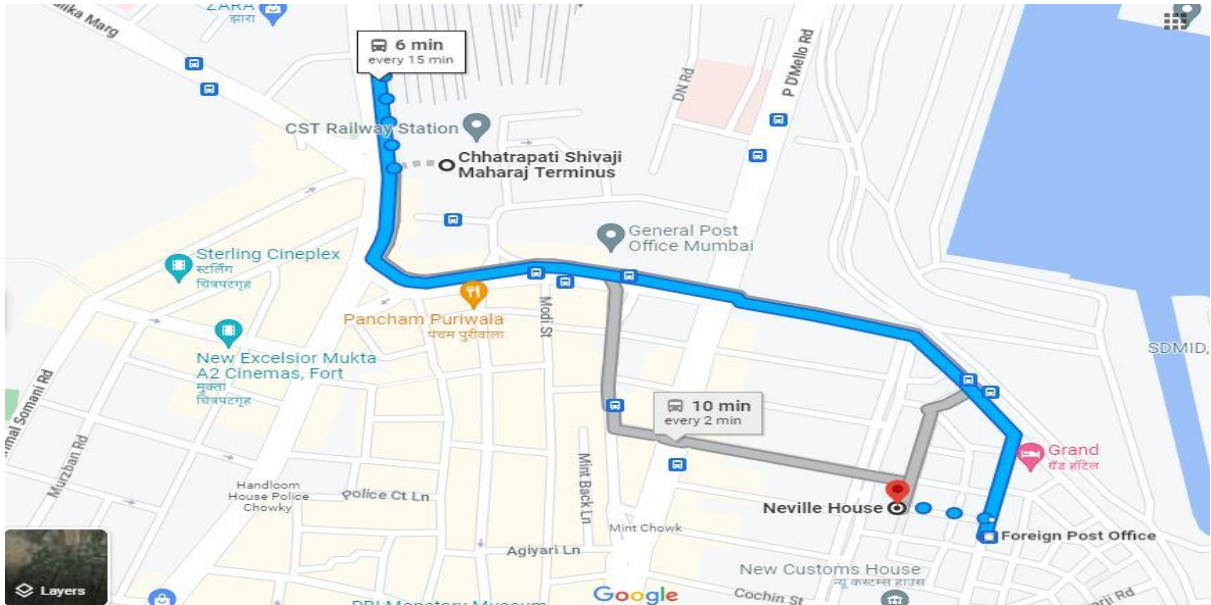 ZARA
झारा
6 min
every 15 min
DN Rd
P D'Mello Rd
CST Railway Station
Chhatrapati Shivaji
Maharaj Terminus
General Post
Office Mumbai
Sterling Cineplex
स्टर्लिंग
चित्रपटगृह
Pancham Puriwala
पंचम पुरीवाला
Modi St
New Excelsior Mukta
A2 Cinemas, Fort
मुक्ता
चित्रपटगृह
SDMID,
10 min
every 2 min
Grand
ग्रँड हॉटेल
Murzban Rd
Handloom
House Police
Chowky
Police Ct Ln
Mint Back Ln
Neville House
Mint Chowk
Foreign Post Office
Agiyari Ln
New Customs House
न्यू कस्टम्स हाउस
Layers
Google
Cochin St